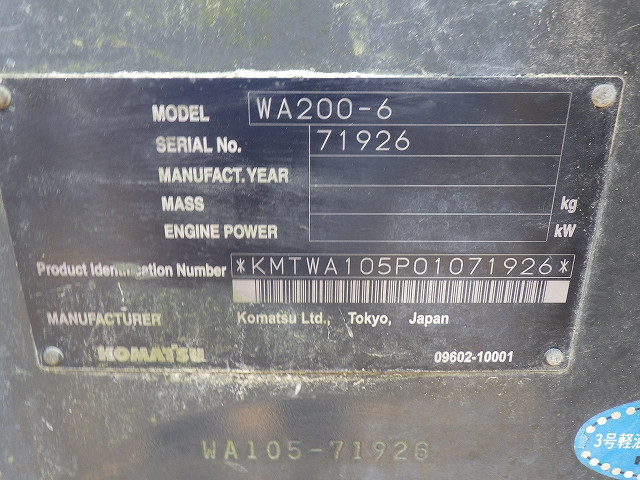 MODEL WA200-6
SERIAL No. 71926
MANUFACT. YEAR
MASS kg
ENGINE POWER kW
Product Identification Number *KMTWA105P01071926*
MANUFACTURER Komatsu Ltd., Tokyo, Japan
KOMATSU 09602-10001
WA105-71926
3号軽